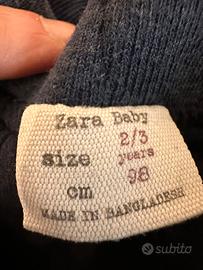 Zara Baby
2/3
size years
cm 98
MADE IN BANGLADESH
subito